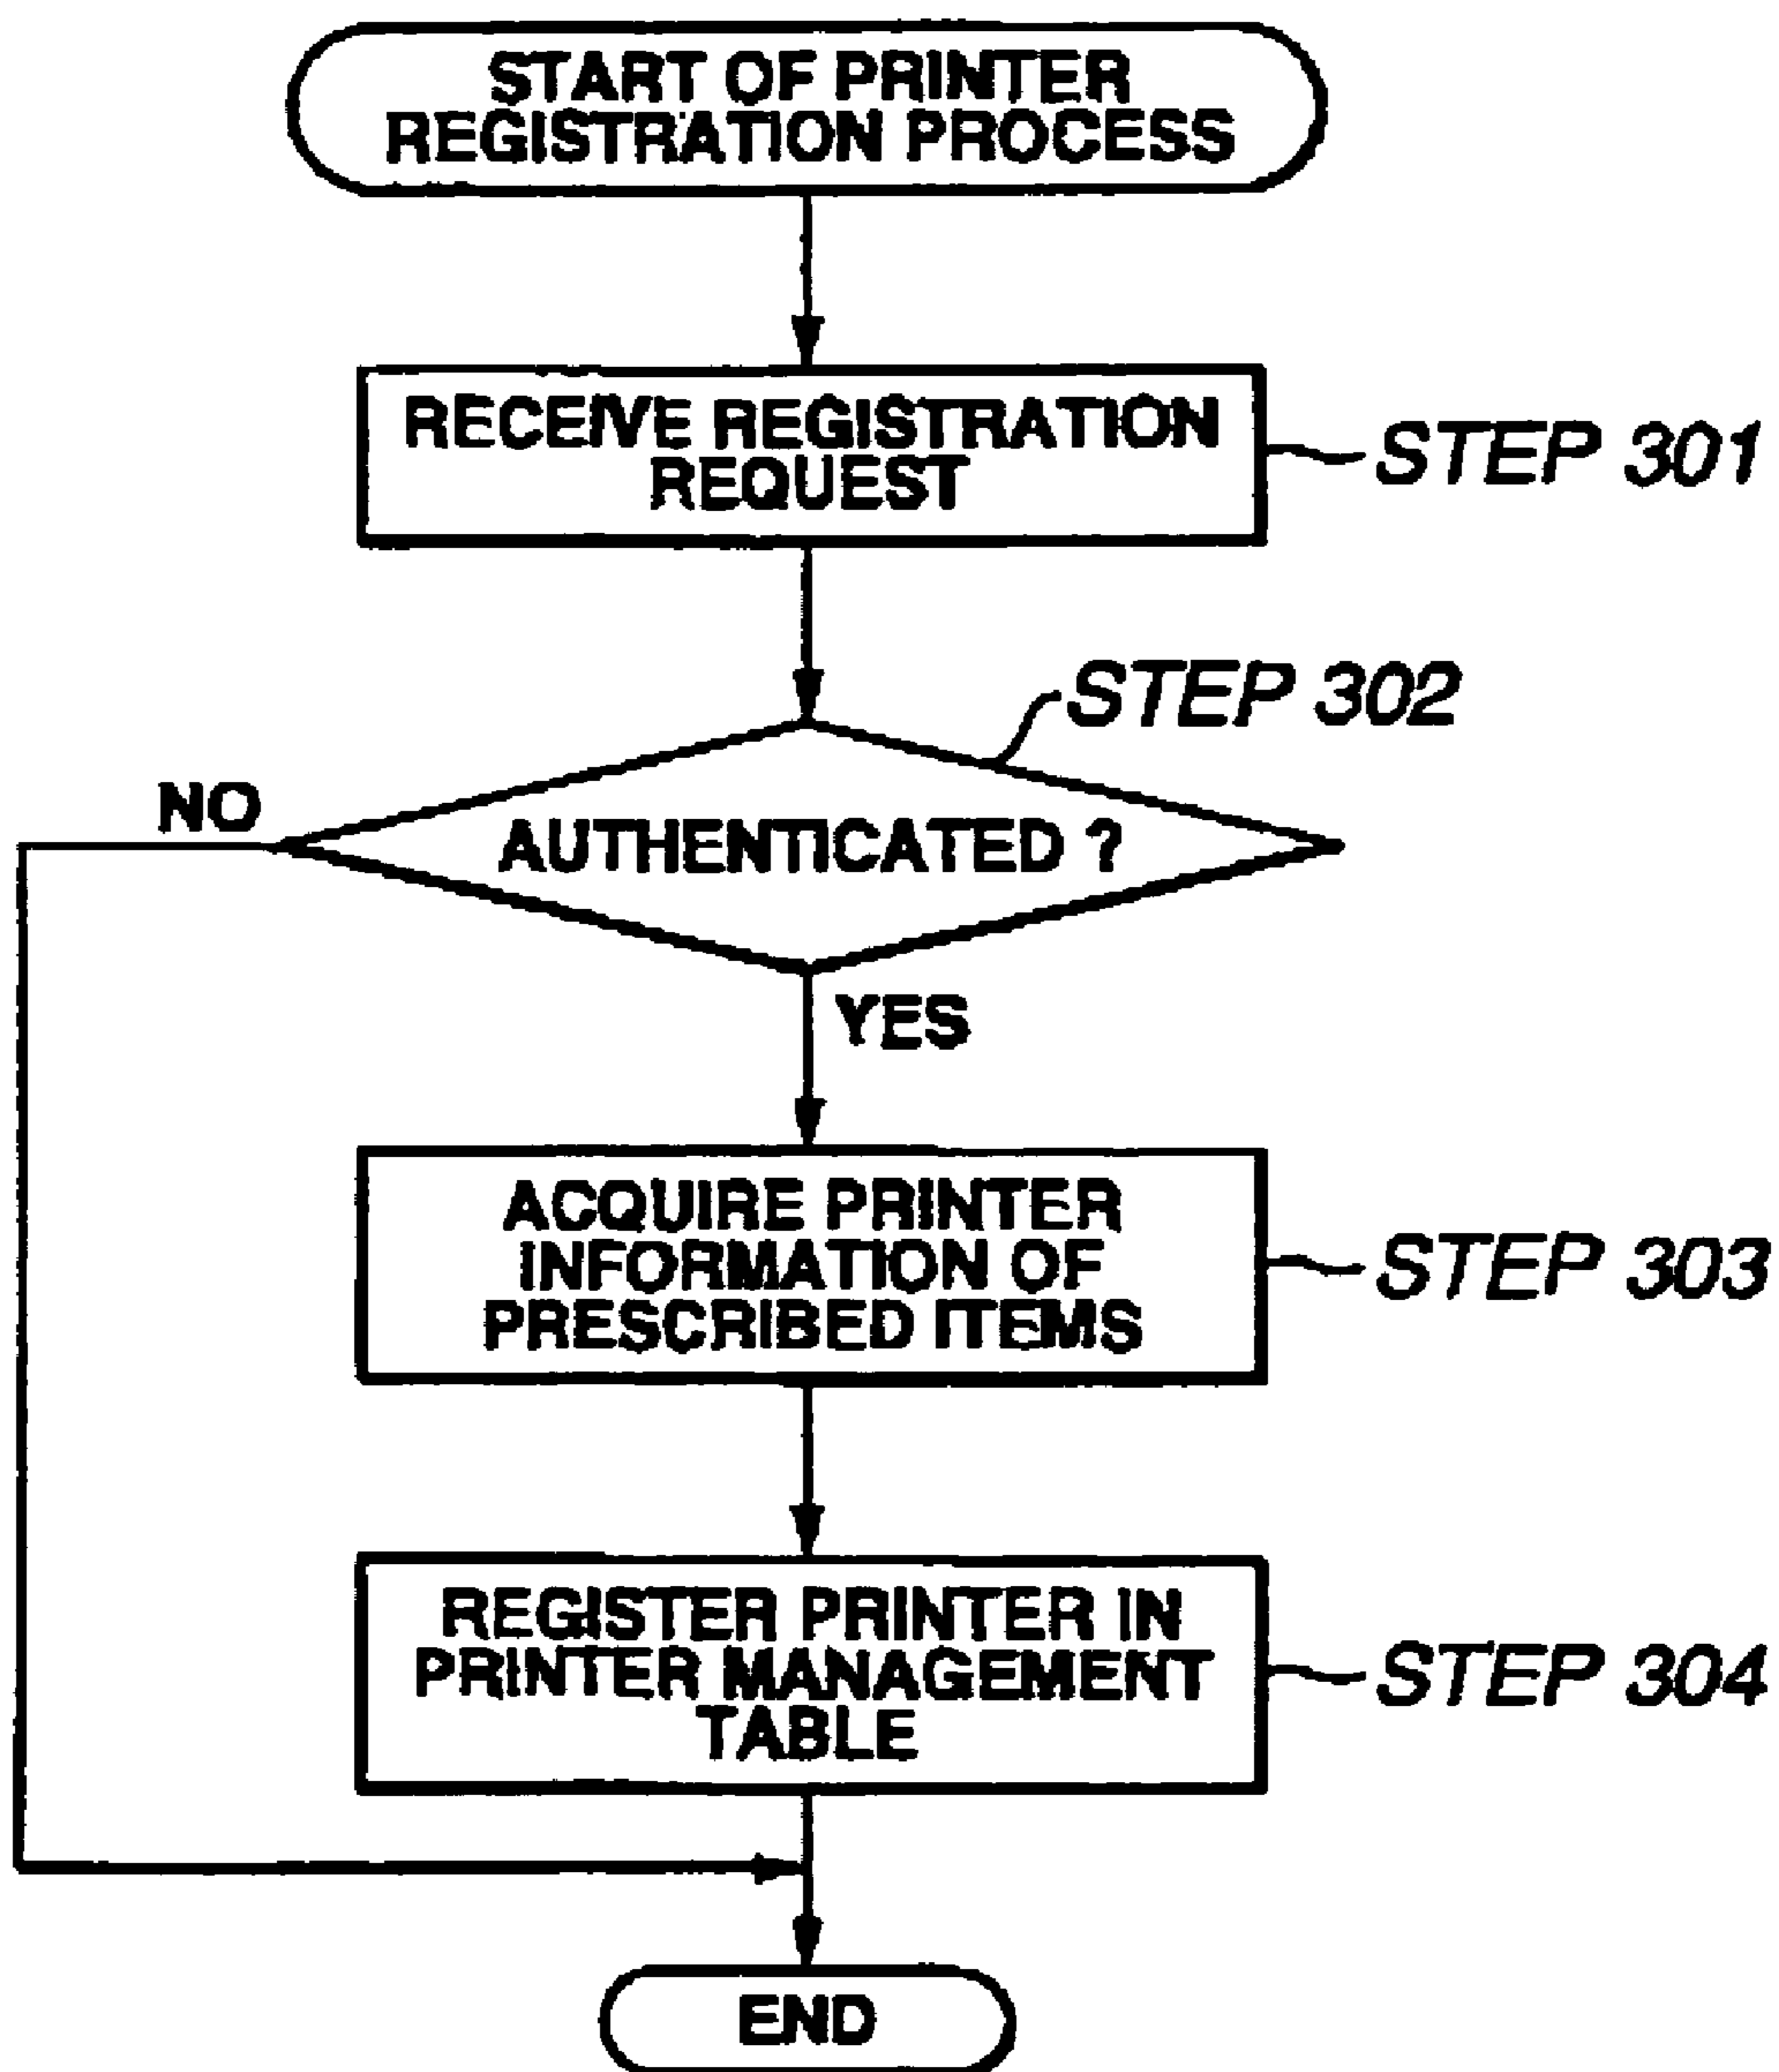 START OF PRINTER
REGISTRATION PROCESS
RECEIVE REGISTRATION
REQUEST
STEP 301
STEP 302
NO
AUTHENTICATED ?
YES
ACQUIRE PRINTER
INFORMATION OF
PRESCRIBED ITEMS
STEP 303
REGISTER PRINTER IN
PRINTER MANAGEMENT
TABLE
STEP 304
END